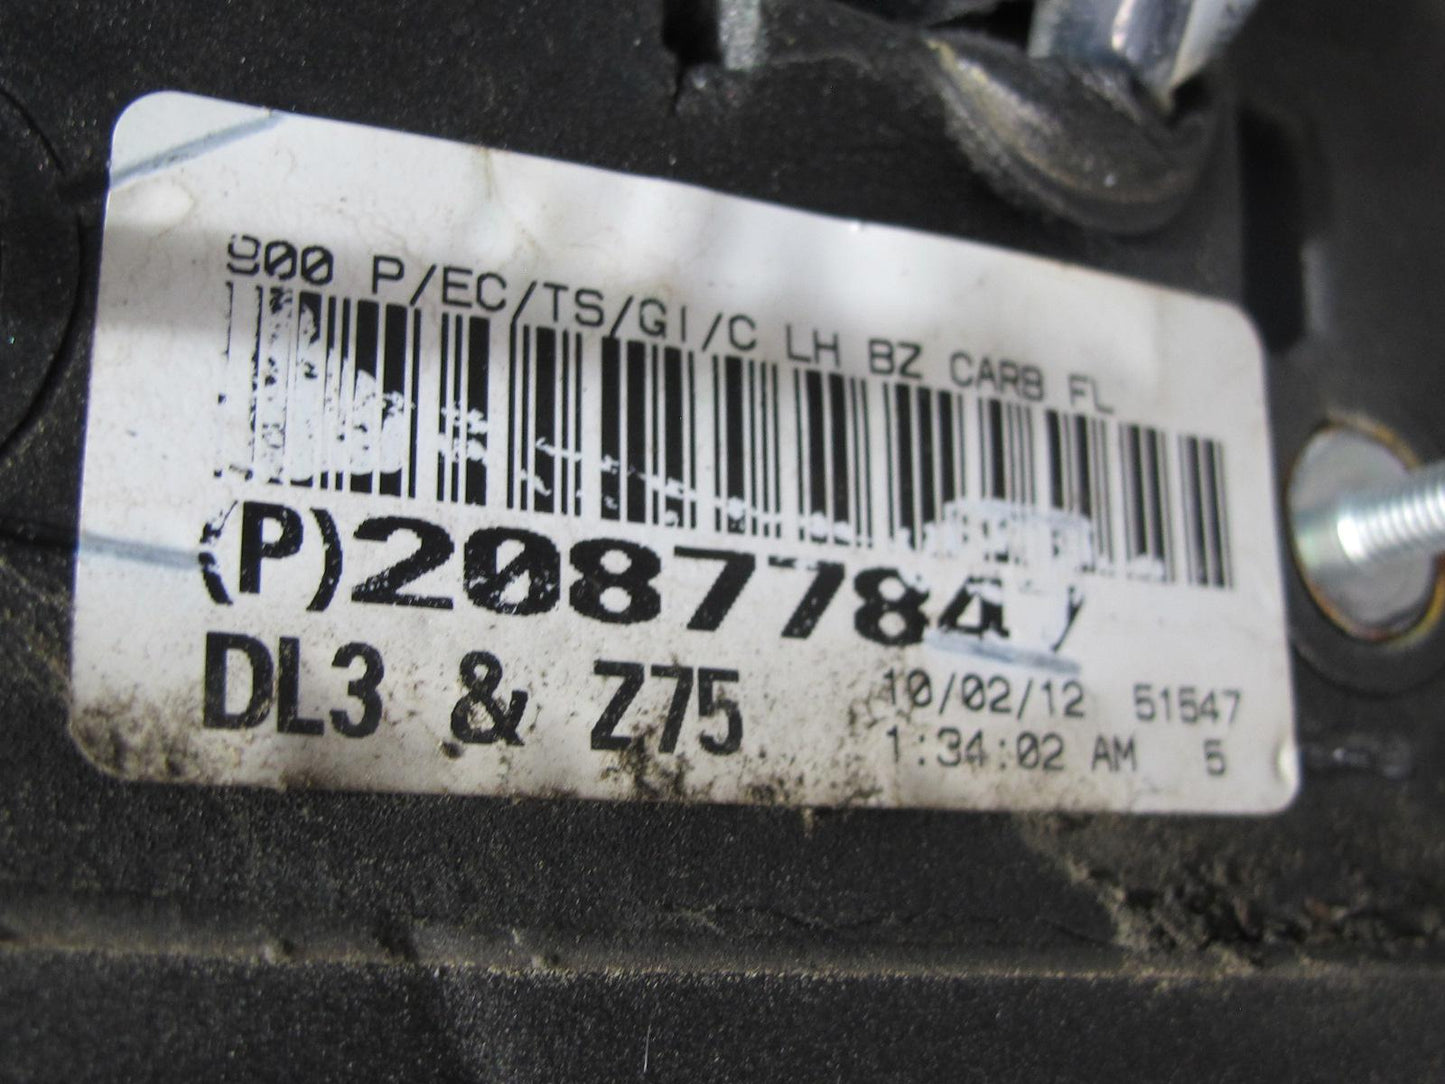 900 P/EC/TS/GI/C LH BZ CARB FL
DL3 & Z75
10/02/12 51547
1:34:02 AM 5